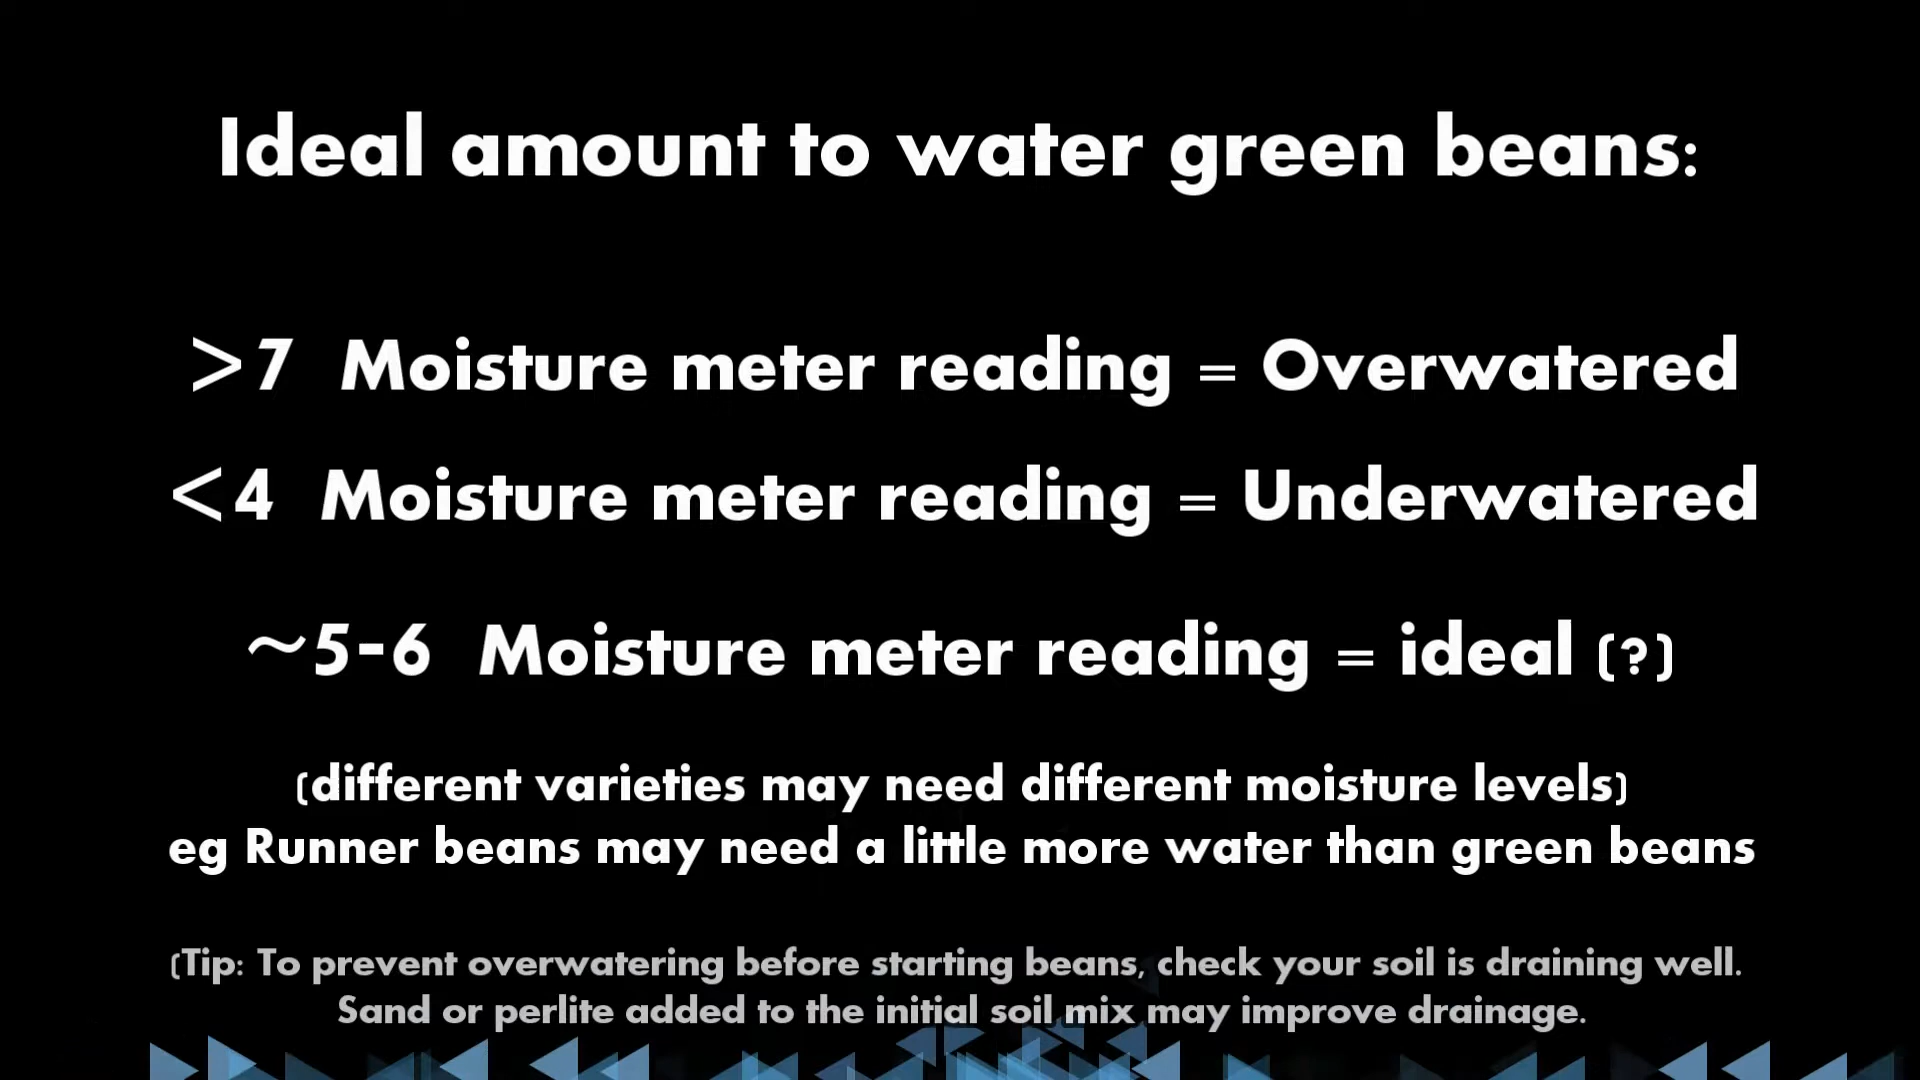 Ideal amount to water green beans:
>7 Moisture meter reading = Overwatered
<4 Moisture meter reading = Underwatered
~5-6 Moisture meter reading = ideal (?)
(different varieties may need different moisture levels)
eg Runner beans may need a little more water than green beans
(Tip: To prevent overwatering before starting beans, check your soil is draining well.
Sand or perlite added to the initial soil mix may improve drainage.